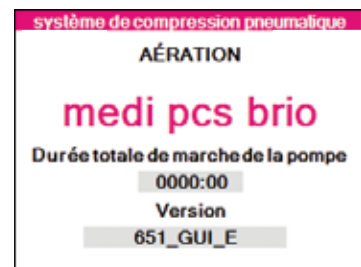 système de compression pneumatique
AÉRATION
medi pcs brio
Durée totale de marche de la pompe
0000:00
Version
651_GUI_E